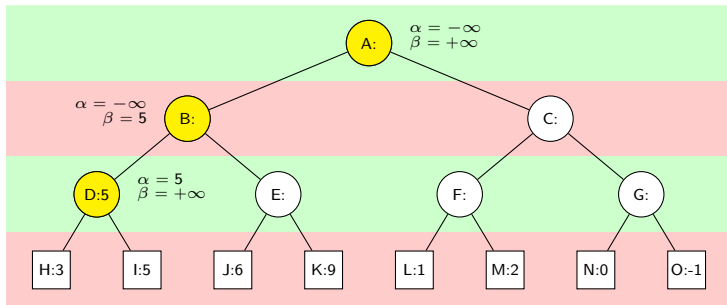 A:
α = −∞
β = +∞
α = −∞
β = 5
B:
C:
D:5
α = 5
β = +∞
E:
F:
G:
H:3
I:5
J:6
K:9
L:1
M:2
N:0
O:-1